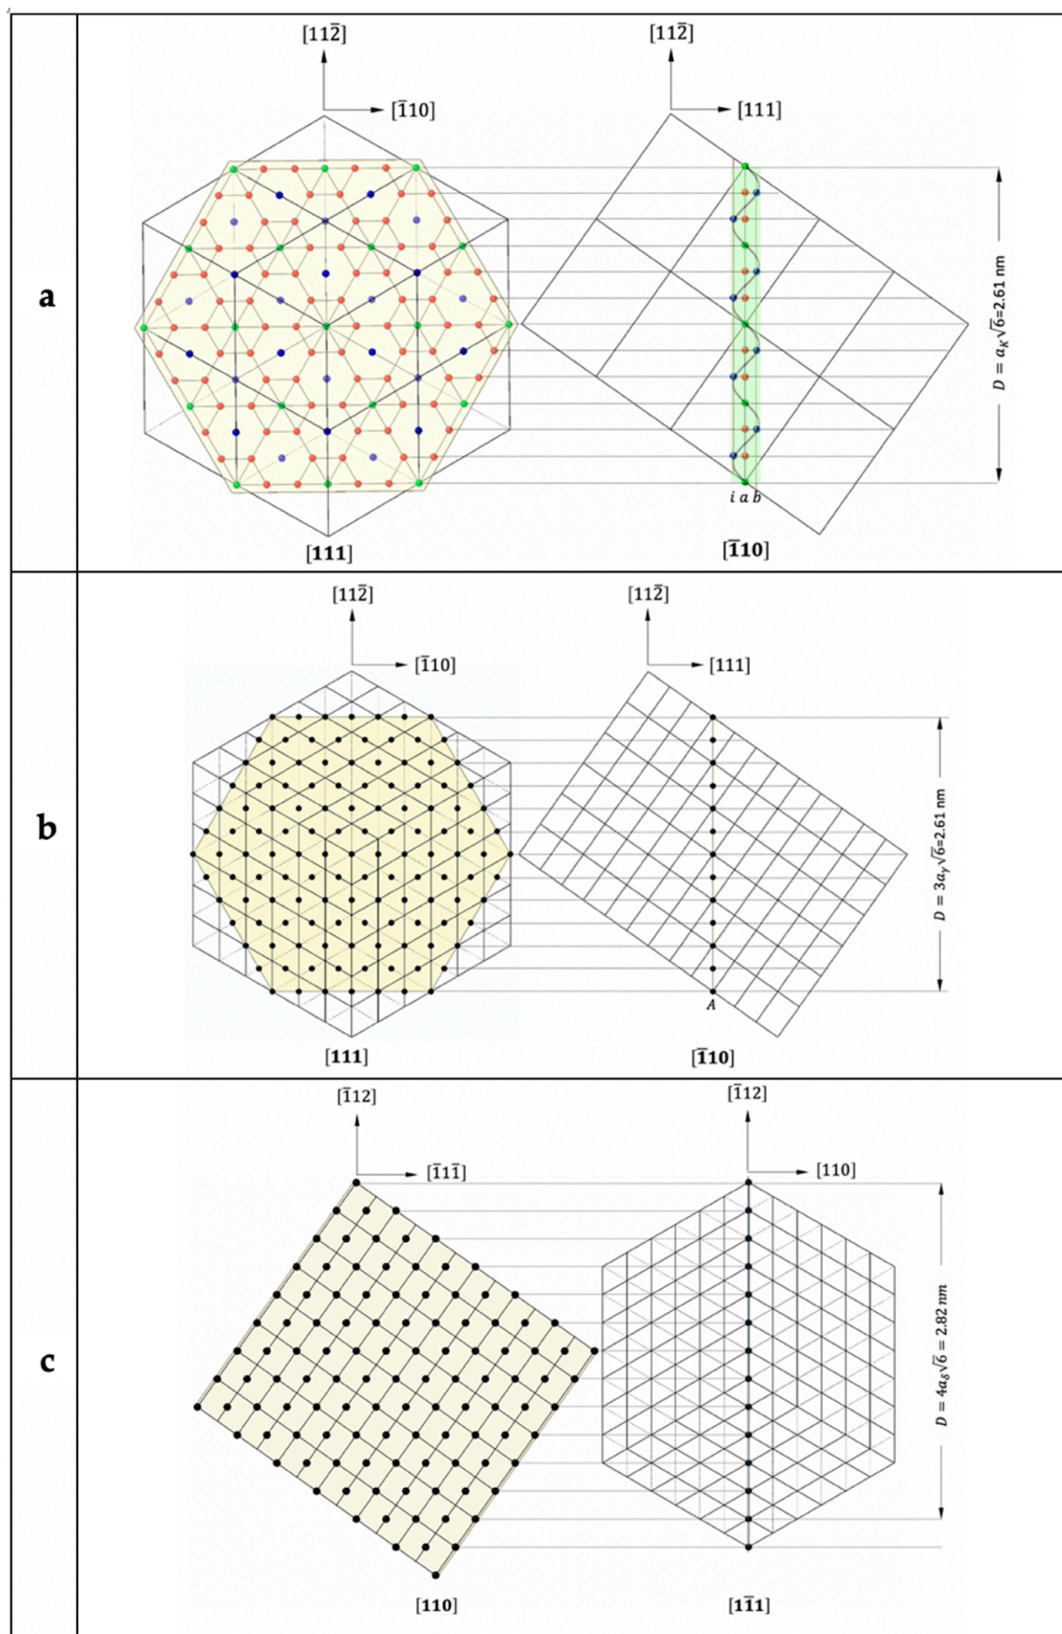 a
[112̅] [112̅]
[1̅10] [111]
D = a_K√6=2.61 nm
i a b
[111] [1̅10]
b
[112̅] [112̅]
[1̅10] [111]
D = 3a_γ√6=2.61 nm
A
[111] [1̅10]
c
[1̅12] [1̅12]
[1̅11̅] [110]
D = 4a_δ√6 = 2.82 nm
[110] [11̅1]